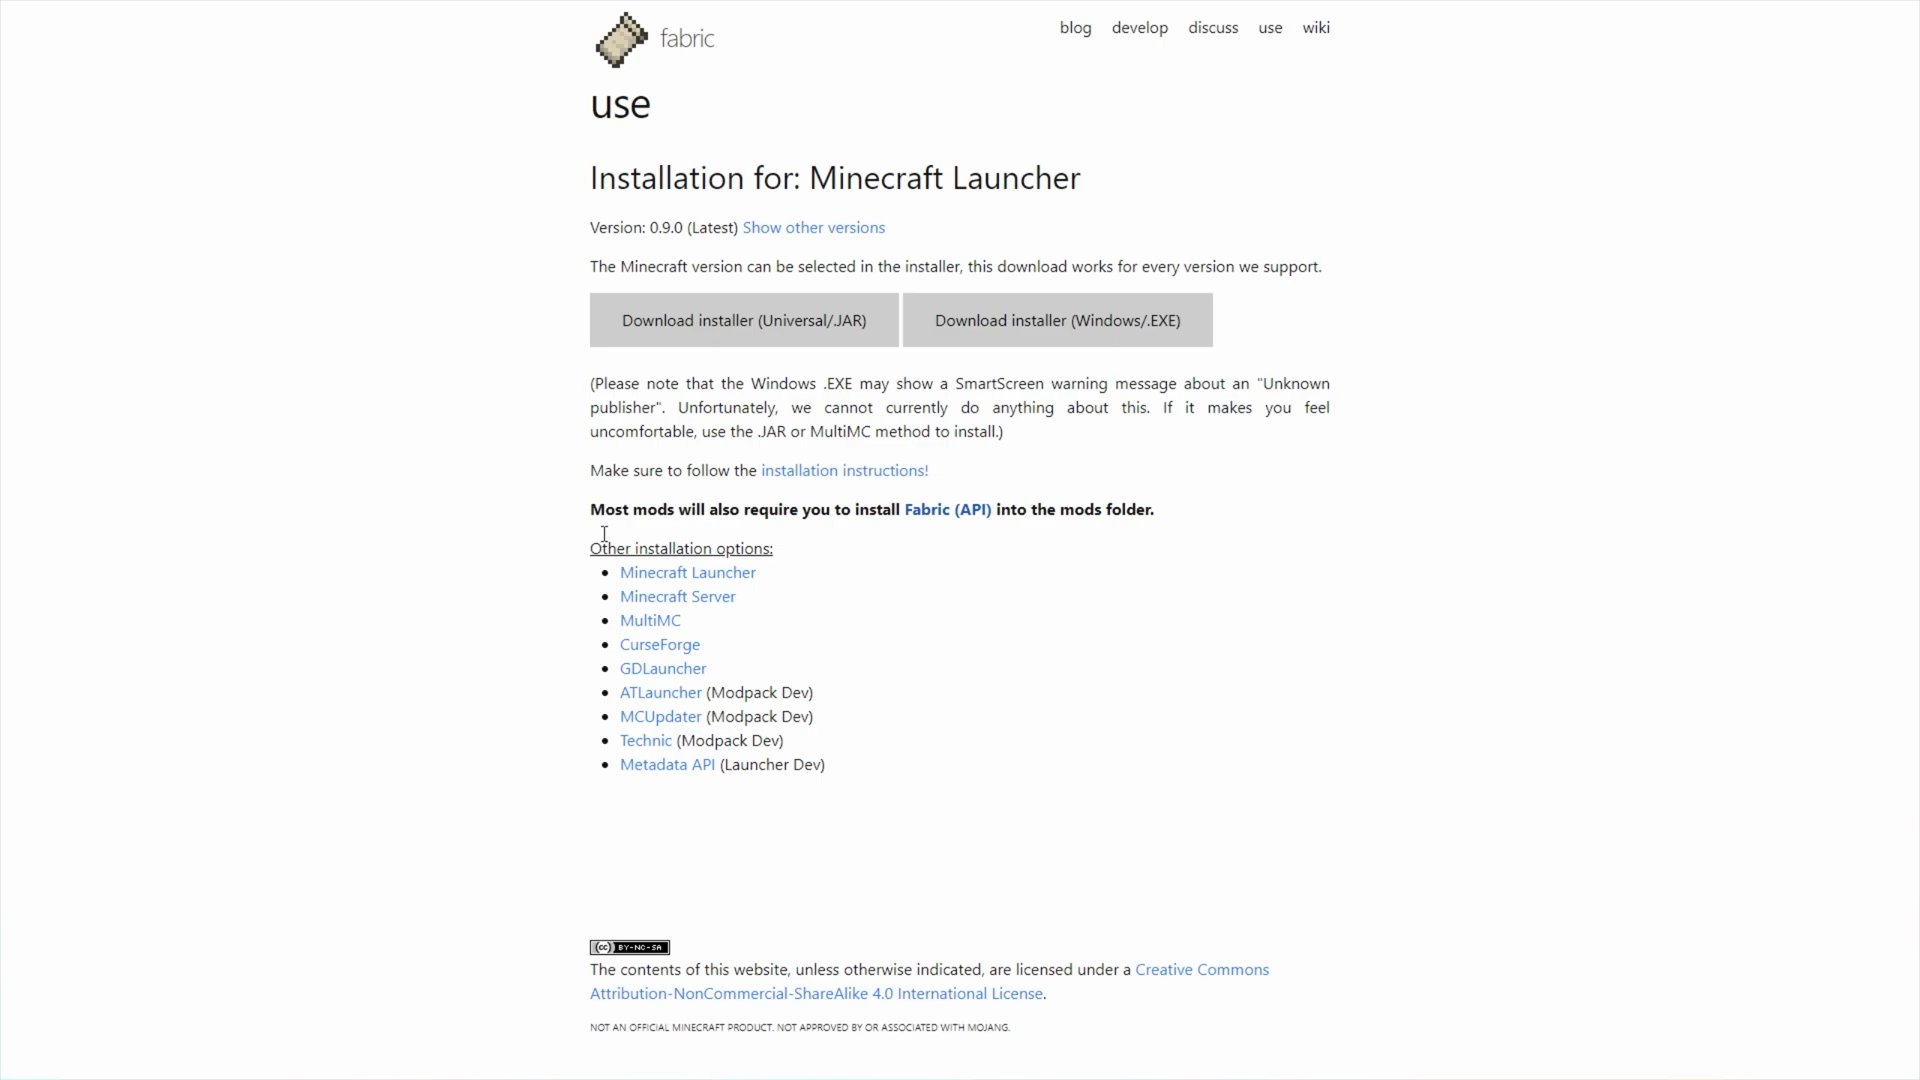 fabric
blog develop discuss use wiki
use
Installation for: Minecraft Launcher
Version: 0.9.0 (Latest) Show other versions
The Minecraft version can be selected in the installer, this download works for every version we support.
Download installer (Universal/.JAR) Download installer (Windows/.EXE)
(Please note that the Windows .EXE may show a SmartScreen warning message about an "Unknown
publisher". Unfortunately, we cannot currently do anything about this. If it makes you feel
uncomfortable, use the .JAR or MultiMC method to install.)
Make sure to follow the installation instructions!
Most mods will also require you to install Fabric (API) into the mods folder.
Other installation options:
Minecraft Launcher
Minecraft Server
MultiMC
CurseForge
GDLauncher
ATLauncher (Modpack Dev)
MCUpdater (Modpack Dev)
Technic (Modpack Dev)
Metadata API (Launcher Dev)
(cc) BY-NC-SA
The contents of this website, unless otherwise indicated, are licensed under a Creative Commons
Attribution-NonCommercial-ShareAlike 4.0 International License.
NOT AN OFFICIAL MINECRAFT PRODUCT. NOT APPROVED BY OR ASSOCIATED WITH MOJANG.